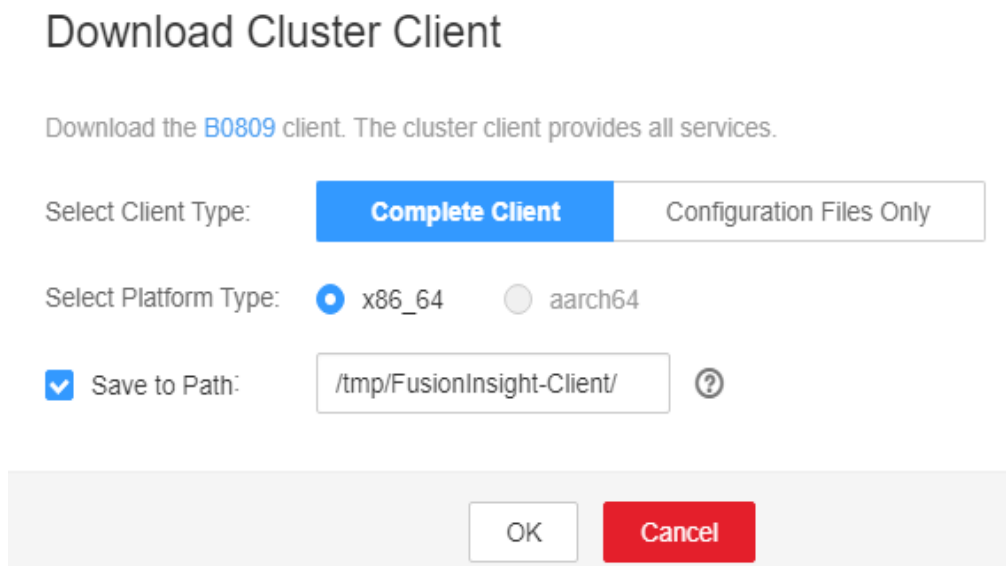 Download Cluster Client
Download the B0809 client. The cluster client provides all services.
Select Client Type: Complete Client Configuration Files Only
Select Platform Type: x86_64 aarch64
Save to Path: /tmp/FusionInsight-Client/ ?
OK Cancel